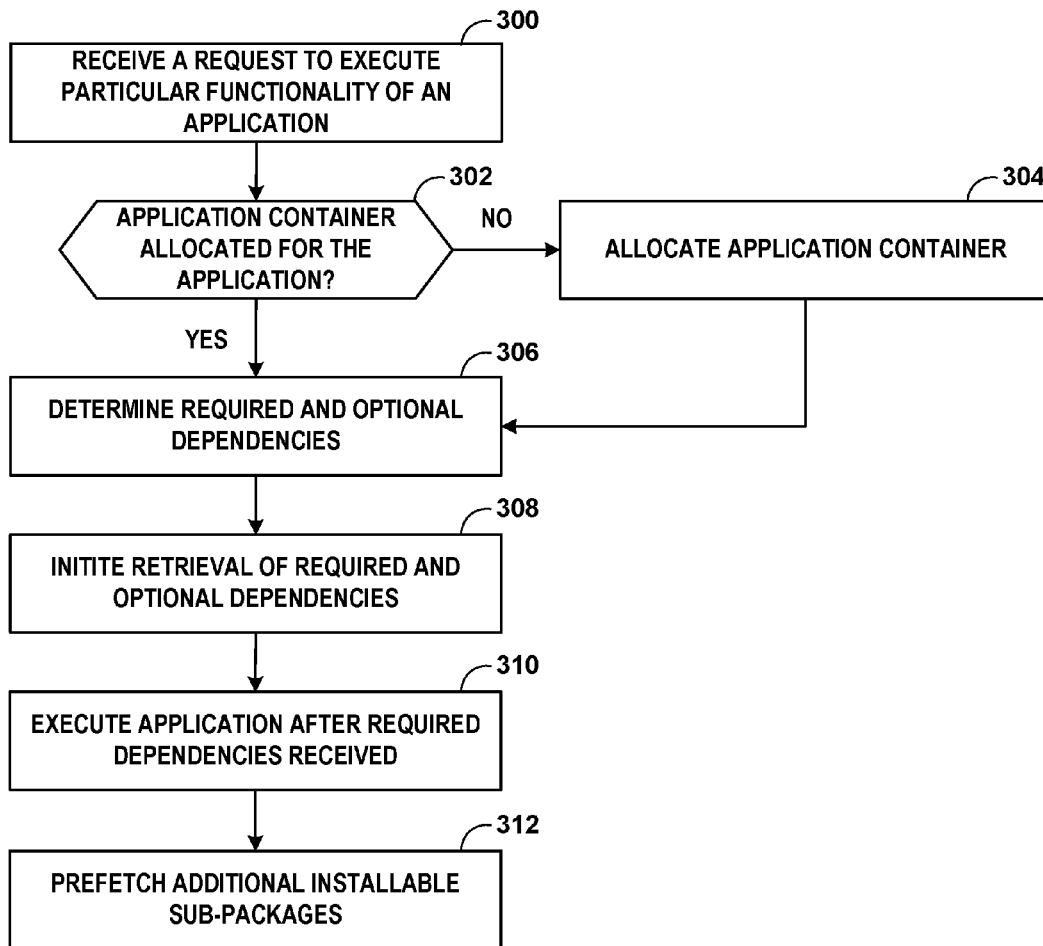 300
RECEIVE A REQUEST TO EXECUTE
PARTICULAR FUNCTIONALITY OF AN
APPLICATION
302
APPLICATION CONTAINER
ALLOCATED FOR THE
APPLICATION?
NO
304
ALLOCATE APPLICATION CONTAINER
YES
306
DETERMINE REQUIRED AND OPTIONAL
DEPENDENCIES
308
INITITE RETRIEVAL OF REQUIRED AND
OPTIONAL DEPENDENCIES
310
EXECUTE APPLICATION AFTER REQUIRED
DEPENDENCIES RECEIVED
312
PREFETCH ADDITIONAL INSTALLABLE
SUB-PACKAGES